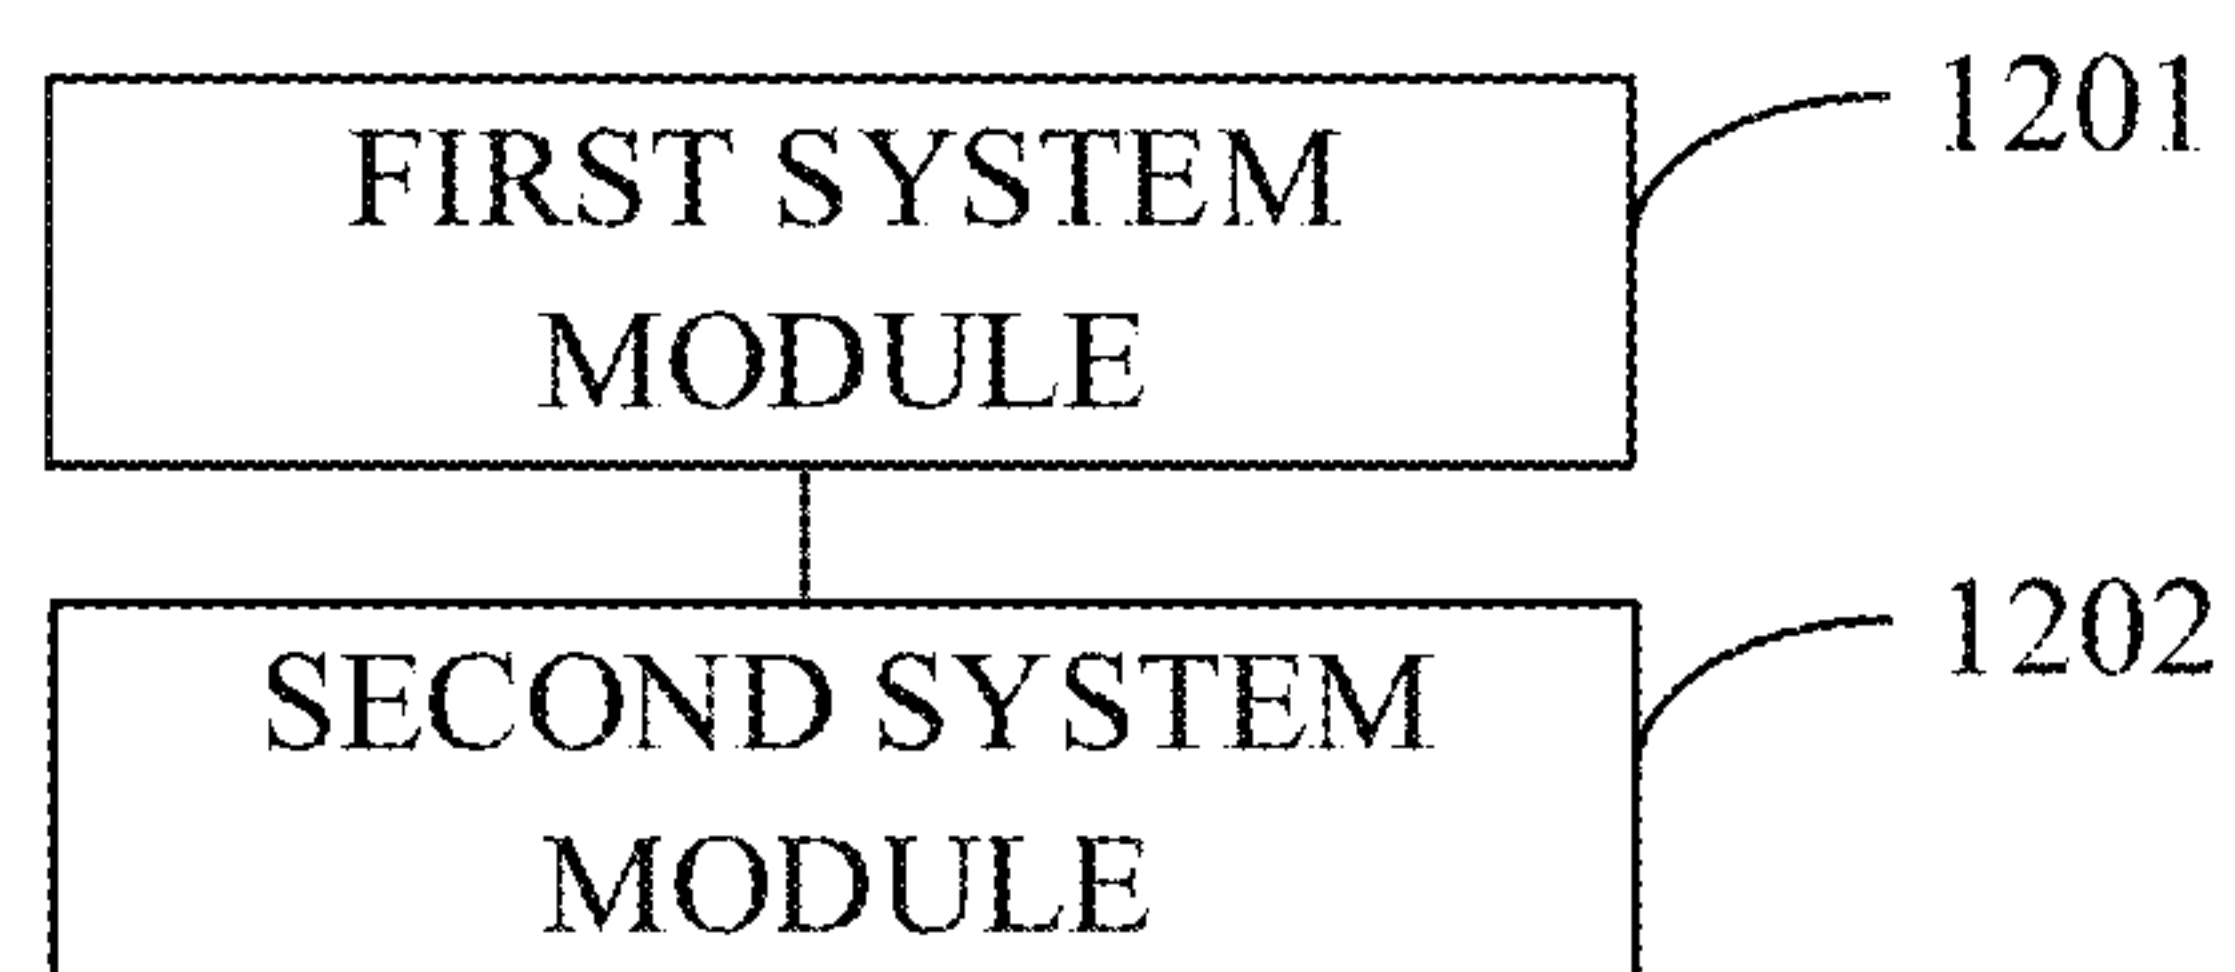 FIRST SYSTEM
MODULE
1201
SECOND SYSTEM
MODULE
1202